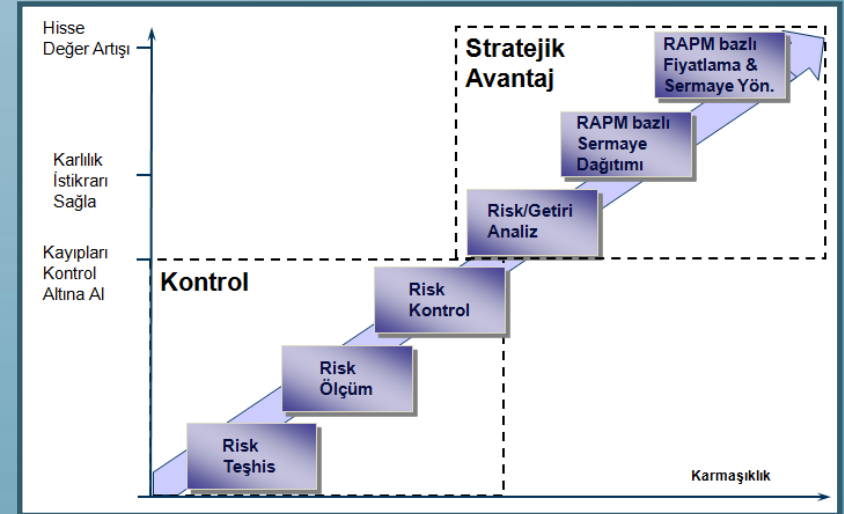 Hisse
Değer Artışı
Karlılık
İstikrarı
Sağla
Kayıpları
Kontrol
Altına Al
Stratejik
Avantaj
RAPM bazlı
Fiyatlama &
Sermaye Yön.
RAPM bazlı
Sermaye
Dağıtımı
Risk/Getiri
Analiz
Kontrol
Risk
Kontrol
Risk
Ölçüm
Risk
Teşhis
Karmaşıklık